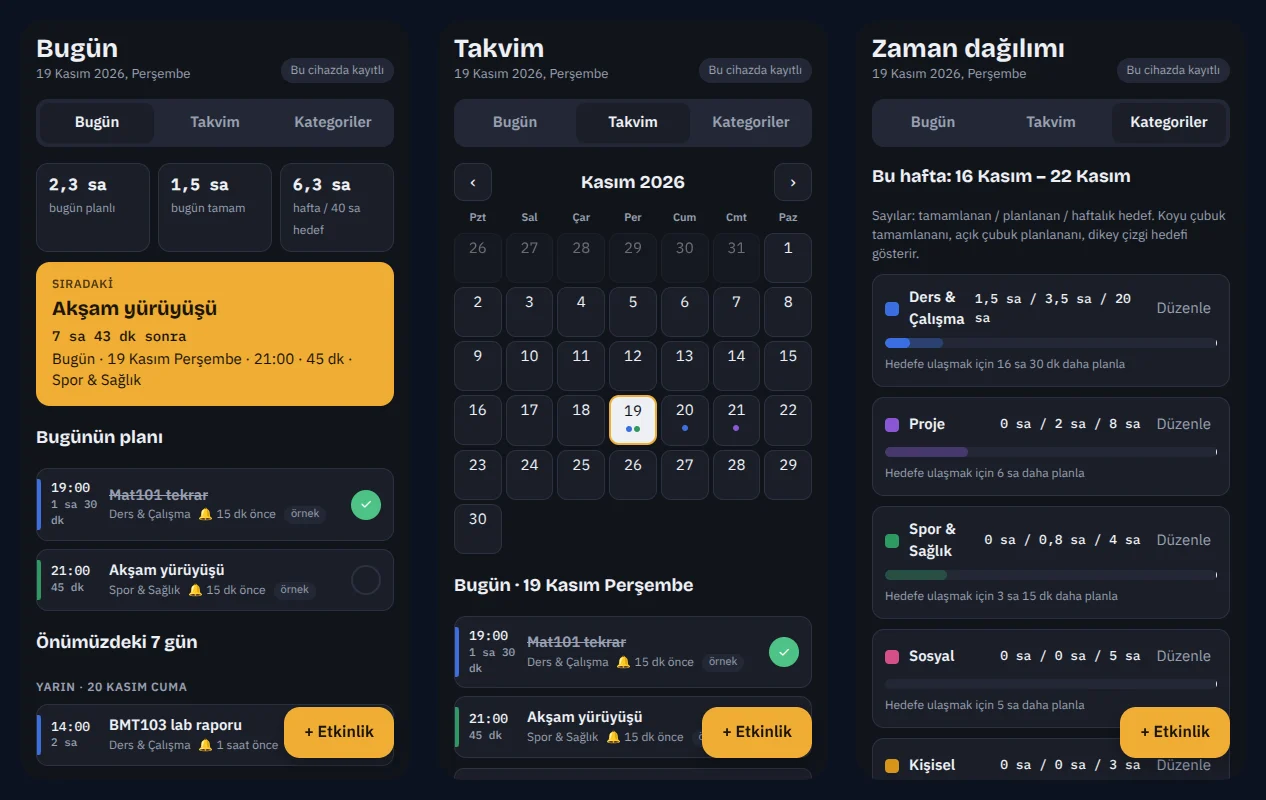 Bugün
19 Kasım 2026, Perşembe
Bu cihazda kayıtlı
Bugün
Takvim
Kategoriler
2,3 sa
bugün planlı
1,5 sa
bugün tamam
6,3 sa
hafta / 40 sa
hedef
SIRADAKİ
Akşam yürüyüşü
7 sa 43 dk sonra
Bugün · 19 Kasım Perşembe · 21:00 · 45 dk ·
Spor & Sağlık
Bugünün planı
19:00
1 sa 30
dk
Mat101 tekrar
Ders & Çalışma 🔔 15 dk önce örnek
21:00
45 dk
Akşam yürüyüşü
Spor & Sağlık 🔔 15 dk önce örnek
Önümüzdeki 7 gün
YARIN · 20 KASIM CUMA
14:00
2 sa
BMT103 lab raporu
Ders & Çalışma 🔔 1 saat önce
+ Etkinlik
Takvim
19 Kasım 2026, Perşembe
Bu cihazda kayıtlı
Bugün
Takvim
Kategoriler
‹
Kasım 2026
›
Pzt Sal Çar Per Cum Cmt Paz
26 27 28 29 30 31 1
2 3 4 5 6 7 8
9 10 11 12 13 14 15
16 17 18 19 20 21 22
23 24 25 26 27 28 29
30
Bugün · 19 Kasım Perşembe
19:00
1 sa 30
dk
Mat101 tekrar
Ders & Çalışma 🔔 15 dk önce örnek
21:00
45 dk
Akşam yürüyüşü
Spor & Sağlık 🔔 15 dk önce
+ Etkinlik
Zaman dağılımı
19 Kasım 2026, Perşembe
Bu cihazda kayıtlı
Bugün
Takvim
Kategoriler
Bu hafta: 16 Kasım – 22 Kasım
Sayılar: tamamlanan / planlanan / haftalık hedef. Koyu çubuk
tamamlananı, açık çubuk planlananı, dikey çizgi hedefi
gösterir.
Ders &
Çalışma
1,5 sa / 3,5 sa / 20
sa
Düzenle
Hedefe ulaşmak için 16 sa 30 dk daha planla
Proje
0 sa / 2 sa / 8 sa
Düzenle
Hedefe ulaşmak için 6 sa daha planla
Spor &
Sağlık
0 sa / 0,8 sa / 4 sa
Düzenle
Hedefe ulaşmak için 3 sa 15 dk daha planla
Sosyal
0 sa / 0 sa / 5 sa
Düzenle
Hedefe ulaşmak için 5 sa daha planla
+ Etkinlik
Kişisel
0 sa / 0 sa / 3 sa
Düzenle